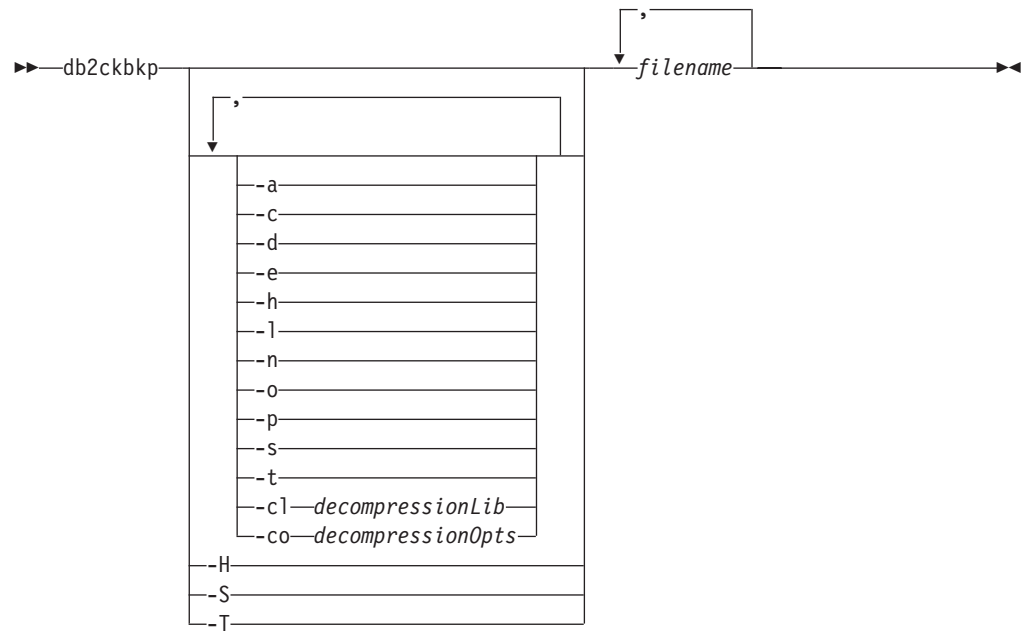 ,
db2ckbkp filename
,
-a
-c
-d
-e
-h
-l
-n
-o
-p
-s
-t
-cl decompressionLib
-co decompressionOpts
-H
-S
-T